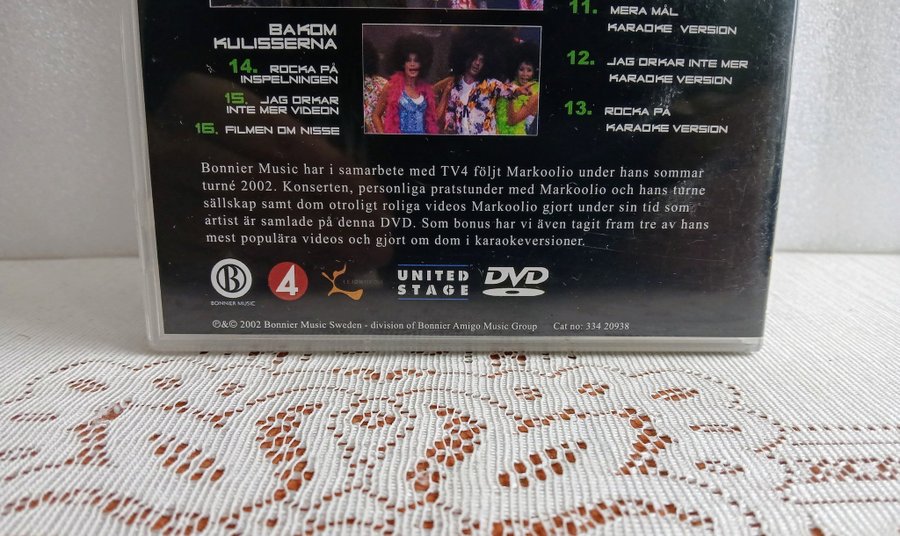 BAKOM
KULISSERNA
14. ROCKA PÅ
INSPELNINGEN
15. JAG ORKAR
INTE MER VIDEON
16. FILMEN OM NISSE
11. MERA MÅL
KARAOKE VERSION
12. JAG ORKAR INTE MER
KARAOKE VERSION
13. ROCKA PÅ
KARAOKE VERSION
Bonnier Music har i samarbete med TV4 följt Markoolio under hans sommar
turné 2002. Konserten, personliga pratstunder med Markoolio och hans turne
sällskap samt dom otroligt roliga videos Markoolio gjort under sin tid som
artist är samlade på denna DVD. Som bonus har vi även tagit fram tre av hans
mest populära videos och gjort om dom i karaokeversioner.
B
BONNIER MUSIC
4
UNITED
STAGE
DVD
℗&© 2002 Bonnier Music Sweden - division of Bonnier Amigo Music Group Cat no: 334 20938